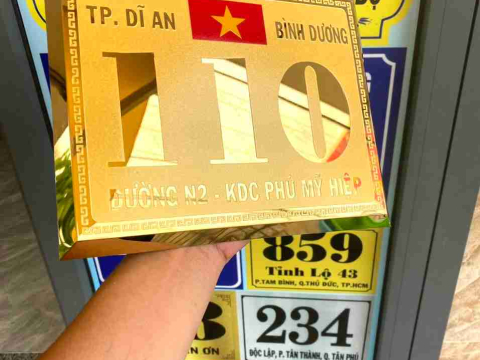 TP. DĨ AN
BÌNH DƯƠNG
110
ĐƯỜNG N2 - KDC PHÚ MỸ HIỆP
859
Tỉnh Lộ 43
P.TAM BÌNH, Q.THỦ ĐỨC, TP.HCM
234
ĐỘC LẬP, P. TÂN THÀNH, Q. TÂN PHÚ
ƠN